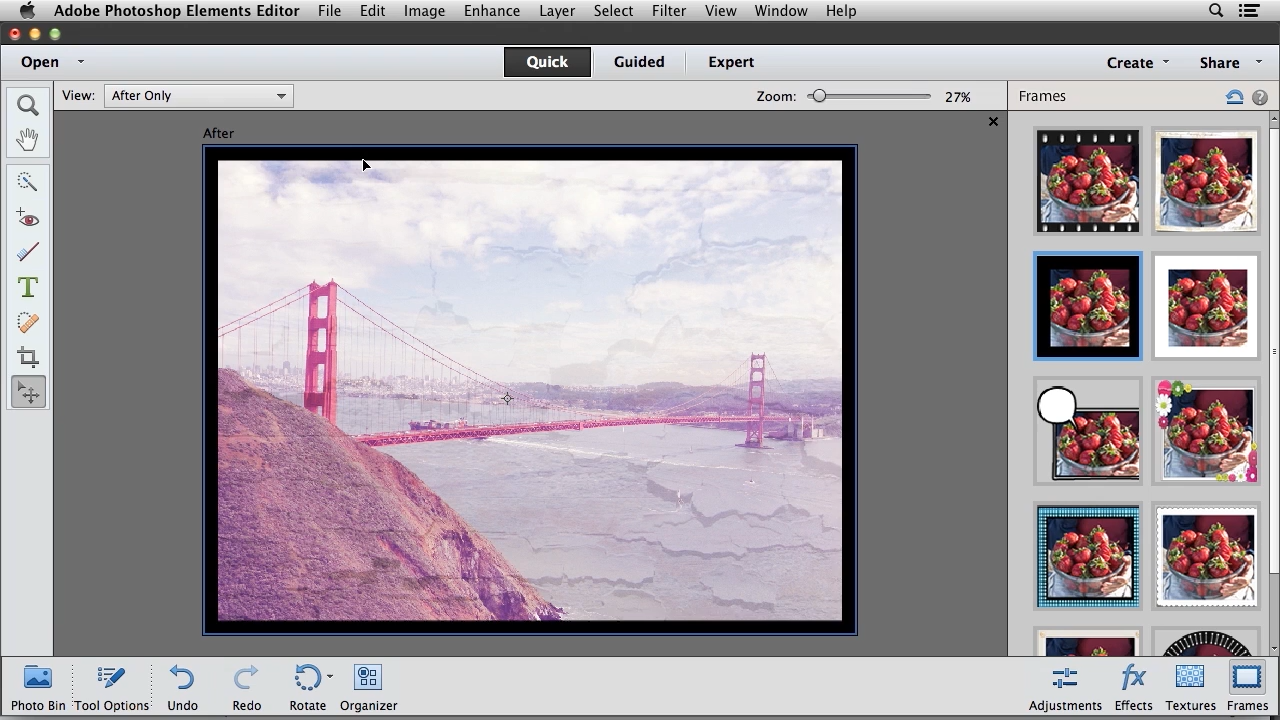 Adobe Photoshop Elements Editor File Edit Image Enhance Layer Select Filter View Window Help
Open Quick Guided Expert Create Share
View: After Only Zoom: 27% Frames
After
T
Photo Bin Tool Options Undo Redo Rotate Organizer Adjustments fx Effects Textures Frames